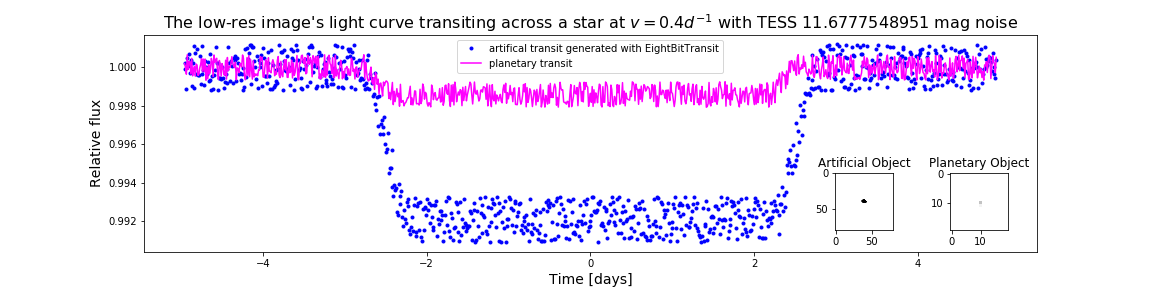 The low-res image's light curve transiting across a star at v = 0.4d⁻¹ with TESS 11.6777548951 mag noise
artifical transit generated with EightBitTransit
planetary transit
Relative flux
1.000
0.998
0.996
0.994
0.992
Artificial Object
0
50
0
50
Planetary Object
0
10
0
10
−4
−2
0
2
4
Time [days]